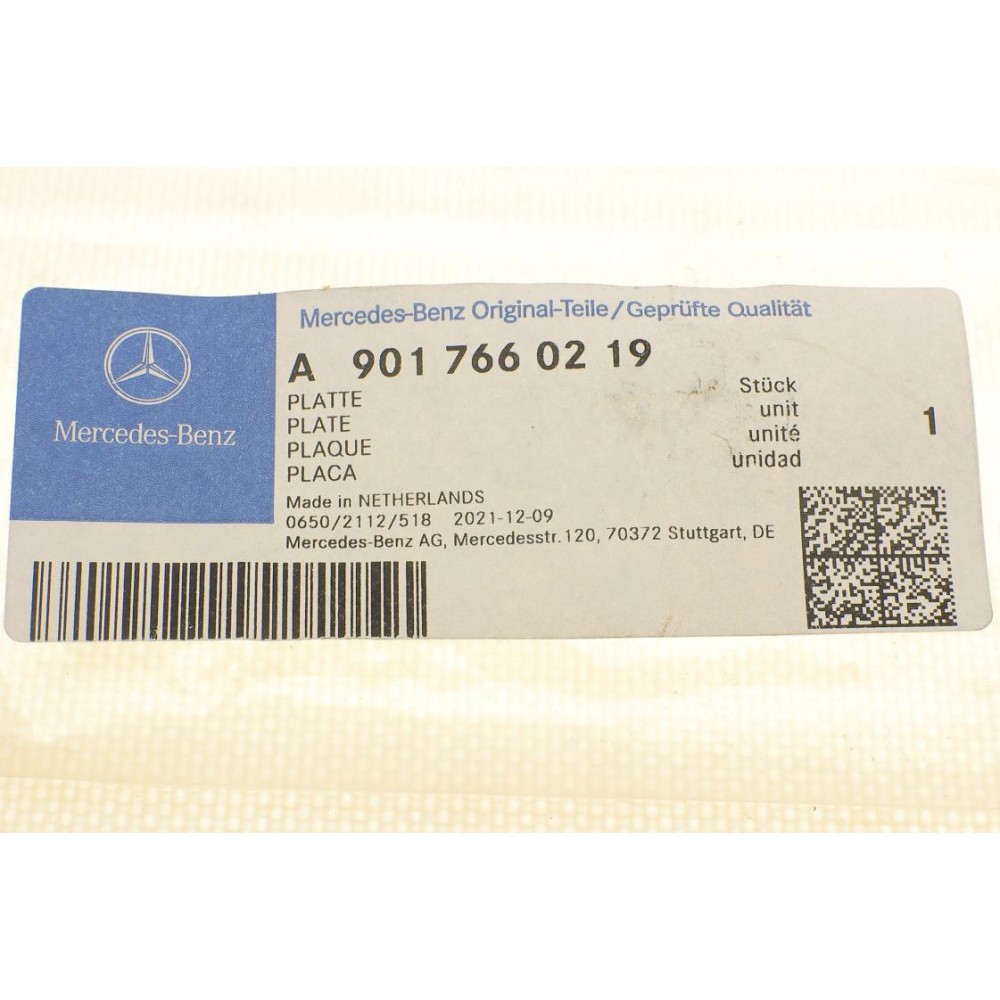 Mercedes-Benz
Mercedes-Benz Original-Teile/Geprüfte Qualität
A 901 766 02 19
PLATTE
PLATE
PLAQUE
PLACA
Stück
unit
unité
unidad
1
Made in NETHERLANDS
0650/2112/518 2021-12-09
Mercedes-Benz AG, Mercedesstr. 120, 70372 Stuttgart, DE